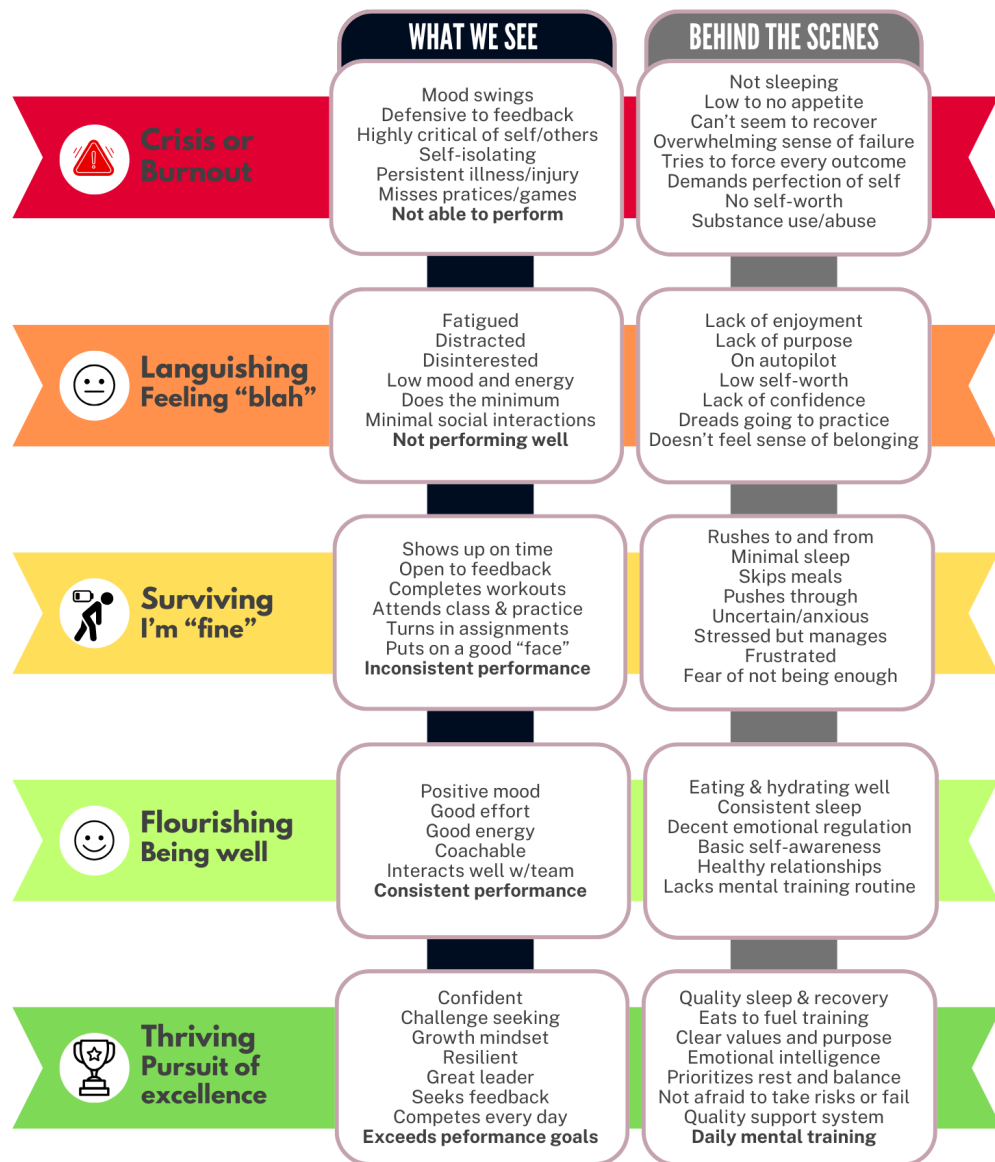 WHAT WE SEE
BEHIND THE SCENES
Crisis or
Burnout
Mood swings
Defensive to feedback
Highly critical of self/others
Self-isolating
Persistent illness/injury
Misses pratices/games
Not able to perform
Not sleeping
Low to no appetite
Can't seem to recover
Overwhelming sense of failure
Tries to force every outcome
Demands perfection of self
No self-worth
Substance use/abuse
Languishing
Feeling “blah”
Fatigued
Distracted
Disinterested
Low mood and energy
Does the minimum
Minimal social interactions
Not performing well
Lack of enjoyment
Lack of purpose
On autopilot
Low self-worth
Lack of confidence
Dreads going to practice
Doesn't feel sense of belonging
Surviving
I'm “fine”
Shows up on time
Open to feedback
Completes workouts
Attends class & practice
Turns in assignments
Puts on a good “face”
Inconsistent performance
Rushes to and from
Minimal sleep
Skips meals
Pushes through
Uncertain/anxious
Stressed but manages
Frustrated
Fear of not being enough
Flourishing
Being well
Positive mood
Good effort
Good energy
Coachable
Interacts well w/team
Consistent performance
Eating & hydrating well
Consistent sleep
Decent emotional regulation
Basic self-awareness
Healthy relationships
Lacks mental training routine
Thriving
Pursuit of
excellence
Confident
Challenge seeking
Growth mindset
Resilient
Great leader
Seeks feedback
Competes every day
Exceeds peformance goals
Quality sleep & recovery
Eats to fuel training
Clear values and purpose
Emotional intelligence
Prioritizes rest and balance
Not afraid to take risks or fail
Quality support system
Daily mental training